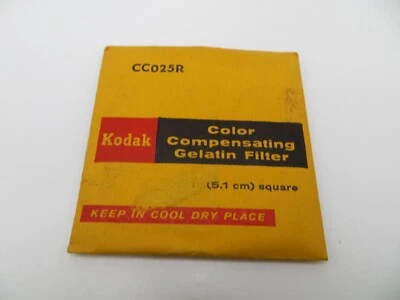 CC025R
Kodak
Color
Compensating
Gelatin Filter
(5.1 cm) square
KEEP IN COOL DRY PLACE